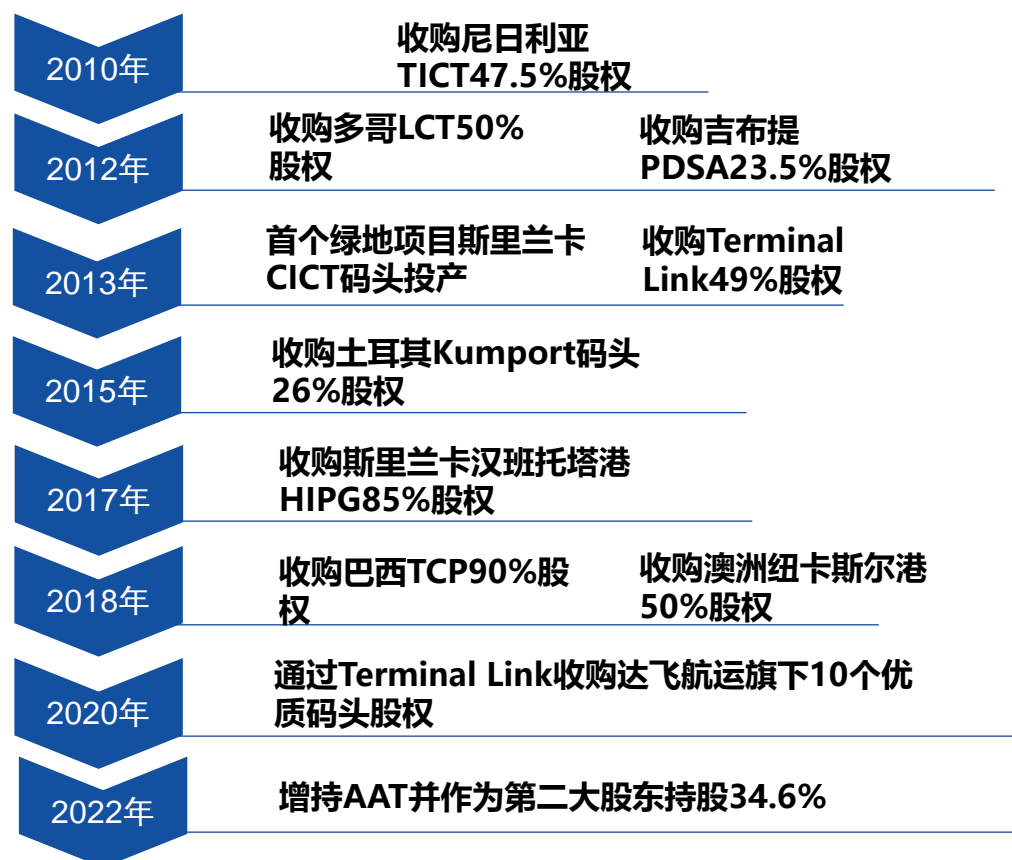 2010年
收购尼日利亚
TICT47.5%股权
2012年
收购多哥LCT50%
股权
收购吉布提
PDSA23.5%股权
2013年
首个绿地项目斯里兰卡
CICT码头投产
收购Terminal
Link49%股权
2015年
收购土耳其Kumport码头
26%股权
2017年
收购斯里兰卡汉班托塔港
HIPG85%股权
2018年
收购巴西TCP90%股
权
收购澳洲纽卡斯尔港
50%股权
2020年
通过Terminal Link收购达飞航运旗下10个优
质码头股权
2022年
增持AAT并作为第二大股东持股34.6%